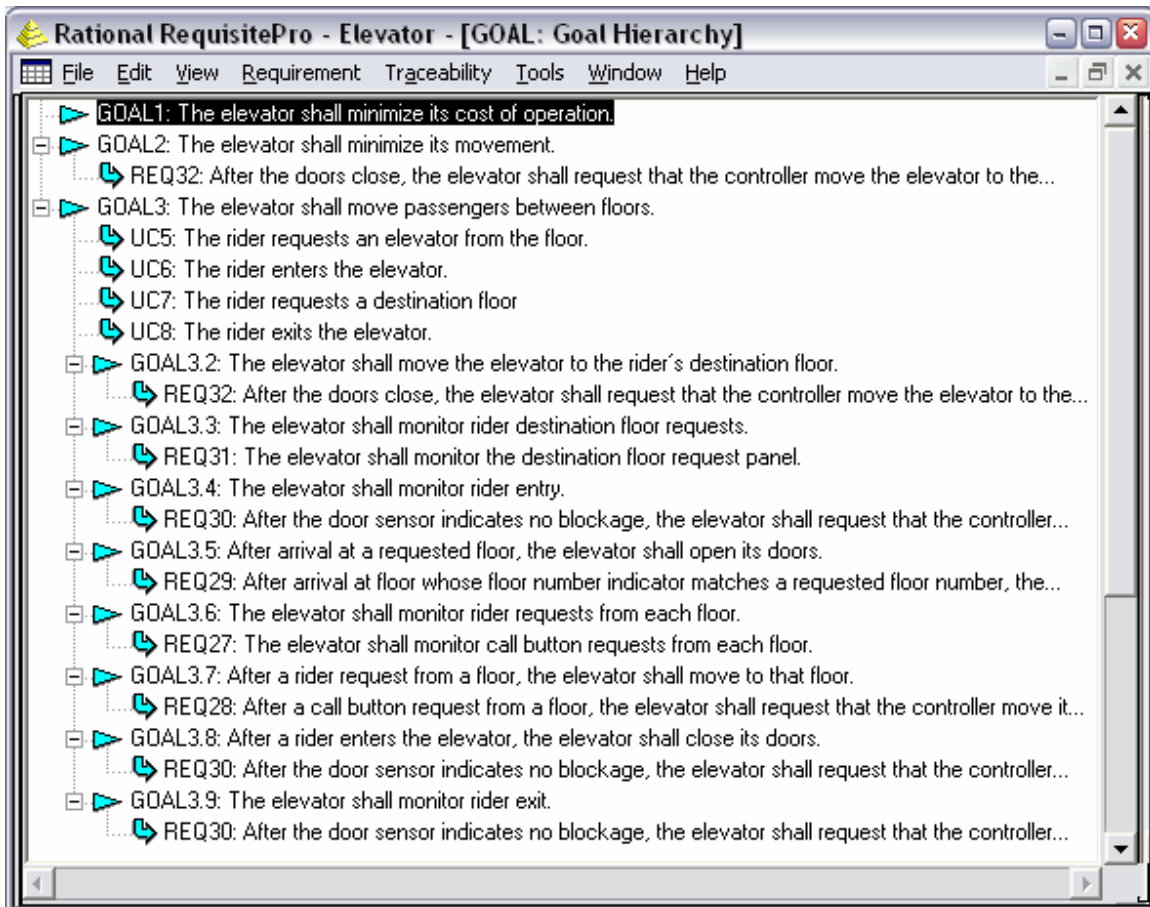 Rational RequisitePro - Elevator - [GOAL: Goal Hierarchy]
File Edit View Requirement Traceability Tools Window Help
GOAL1: The elevator shall minimize its cost of operation.
GOAL2: The elevator shall minimize its movement.
REQ32: After the doors close, the elevator shall request that the controller move the elevator to the...
GOAL3: The elevator shall move passengers between floors.
UC5: The rider requests an elevator from the floor.
UC6: The rider enters the elevator.
UC7: The rider requests a destination floor
UC8: The rider exits the elevator.
GOAL3.2: The elevator shall move the elevator to the rider´s destination floor.
REQ32: After the doors close, the elevator shall request that the controller move the elevator to the...
GOAL3.3: The elevator shall monitor rider destination floor requests.
REQ31: The elevator shall monitor the destination floor request panel.
GOAL3.4: The elevator shall monitor rider entry.
REQ30: After the door sensor indicates no blockage, the elevator shall request that the controller...
GOAL3.5: After arrival at a requested floor, the elevator shall open its doors.
REQ29: After arrival at floor whose floor number indicator matches a requested floor number, the...
GOAL3.6: The elevator shall monitor rider requests from each floor.
REQ27: The elevator shall monitor call button requests from each floor.
GOAL3.7: After a rider request from a floor, the elevator shall move to that floor.
REQ28: After a call button request from a floor, the elevator shall request that the controller move it...
GOAL3.8: After a rider enters the elevator, the elevator shall close its doors.
REQ30: After the door sensor indicates no blockage, the elevator shall request that the controller...
GOAL3.9: The elevator shall monitor rider exit.
REQ30: After the door sensor indicates no blockage, the elevator shall request that the controller...